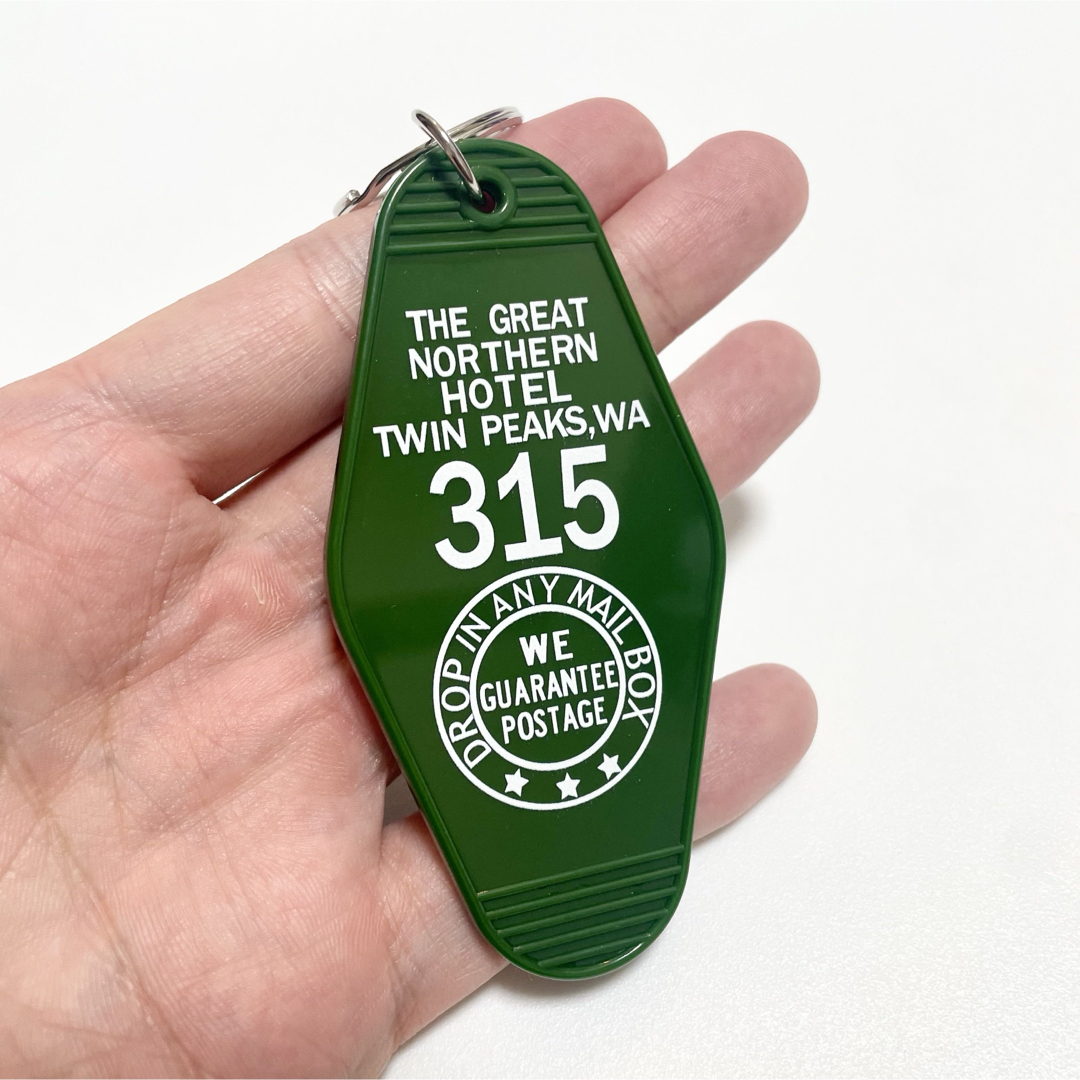 THE GREAT
NORTHERN
HOTEL
TWIN PEAKS,WA
315
DROP IN ANY MAIL BOX
WE
GUARANTEE
POSTAGE